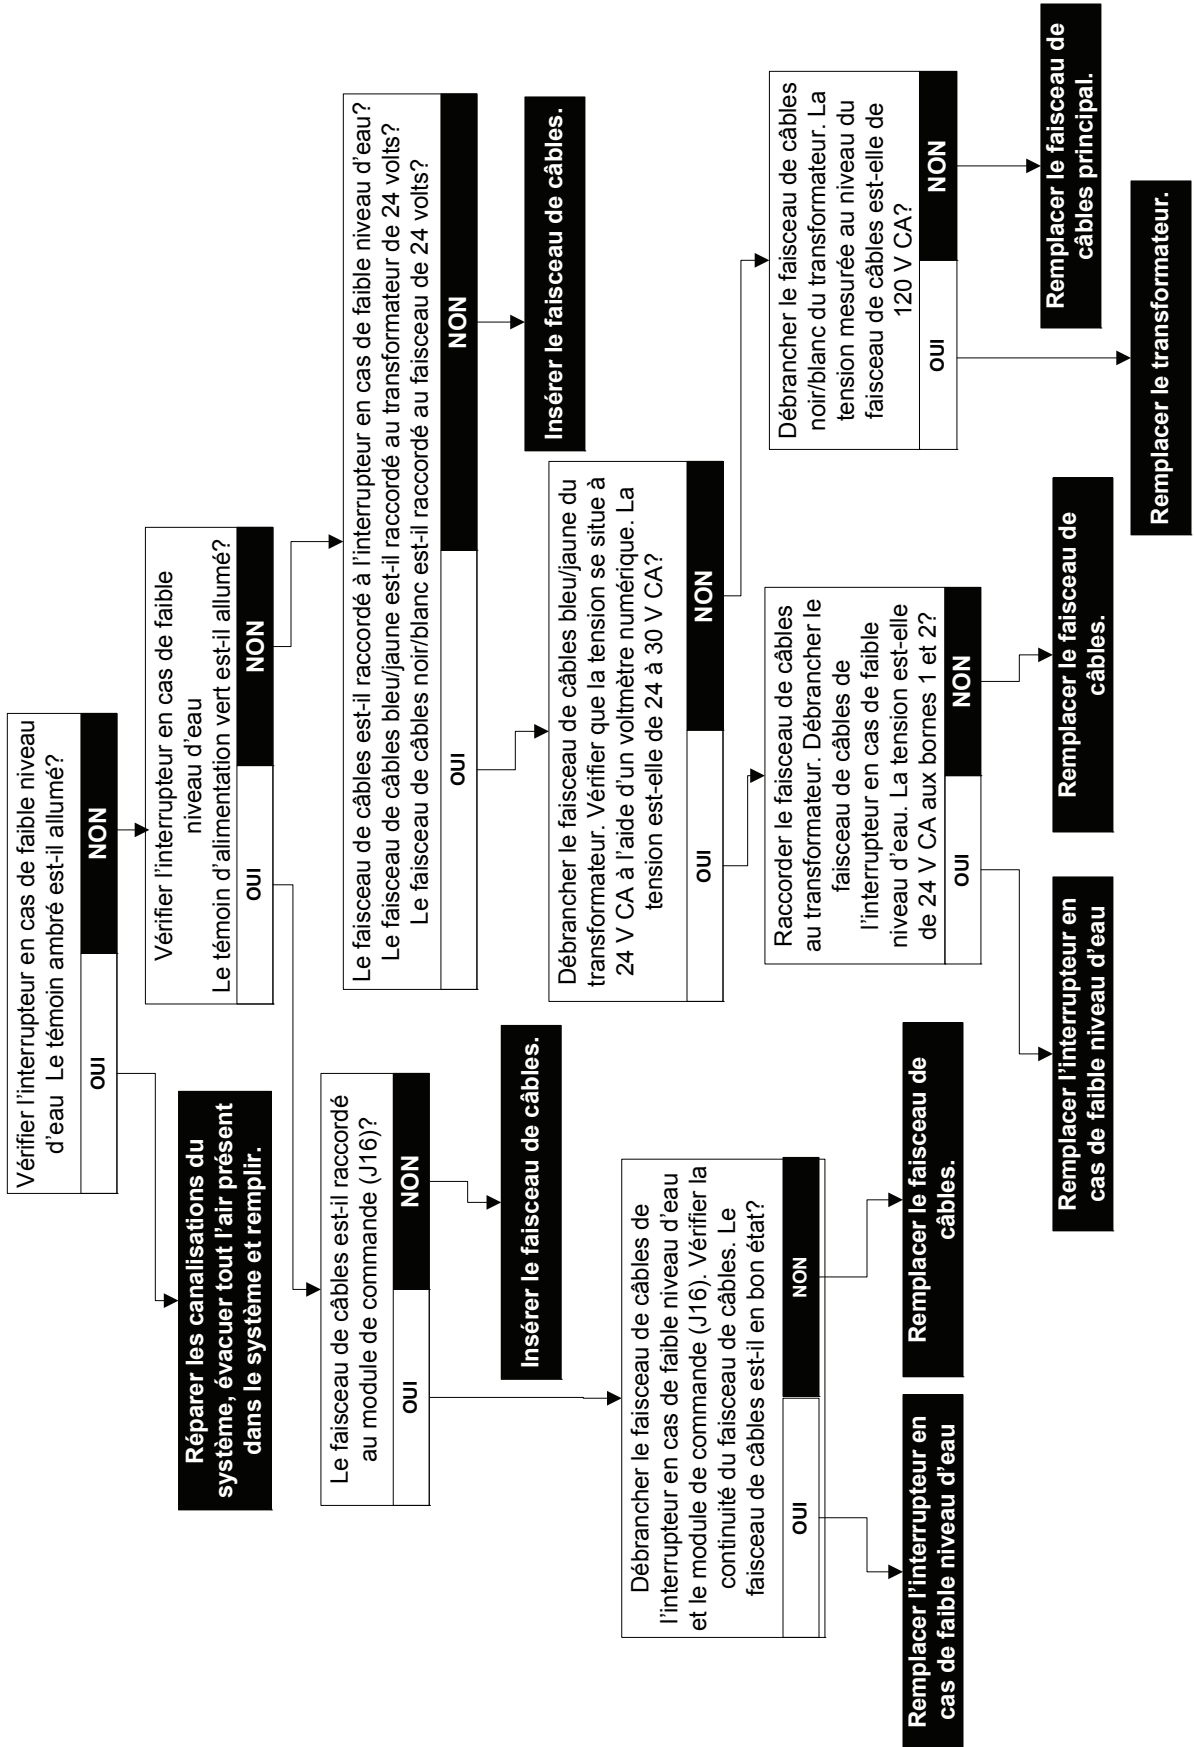 Vérifier l'interrupteur en cas de faible niveau
d'eau  Le témoin ambré est-il allumé?
OUI
NON
Réparer les canalisations du
système, évacuer tout l'air présent
dans le système et remplir.
Vérifier l'interrupteur en cas de faible
niveau d'eau
Le témoin d'alimentation vert est-il allumé?
OUI
NON
Le faisceau de câbles est-il raccordé
au module de commande (J16)?
OUI
NON
Insérer le faisceau de câbles.
Le faisceau de câbles est-il raccordé à l'interrupteur en cas de faible niveau d'eau?
Le faisceau de câbles bleu/jaune est-il raccordé au transformateur de 24 volts?
Le faisceau de câbles noir/blanc est-il raccordé au faisceau de 24 volts?
OUI
NON
Insérer le faisceau de câbles.
Débrancher le faisceau de câbles bleu/jaune du
transformateur. Vérifier que la tension se situe à
24 V CA à l'aide d'un voltmètre numérique. La
tension est-elle de 24 à 30 V CA?
OUI
NON
Débrancher le faisceau de câbles de
l'interrupteur en cas de faible niveau d'eau
et le module de commande (J16). Vérifier la
continuité du faisceau de câbles. Le
faisceau de câbles est-il en bon état?
OUI
NON
Remplacer l'interrupteur en
cas de faible niveau d'eau
Remplacer le faisceau de
câbles.
Raccorder le faisceau de câbles
au transformateur. Débrancher le
faisceau de câbles de
l'interrupteur en cas de faible
niveau d'eau. La tension est-elle
de 24 V CA aux bornes 1 et 2?
OUI
NON
Remplacer l'interrupteur en
cas de faible niveau d'eau
Remplacer le faisceau de
câbles.
Débrancher le faisceau de câbles
noir/blanc du transformateur. La
tension mesurée au niveau du
faisceau de câbles est-elle de
120 V CA?
OUI
NON
Remplacer le faisceau de
câbles principal.
Remplacer le transformateur.